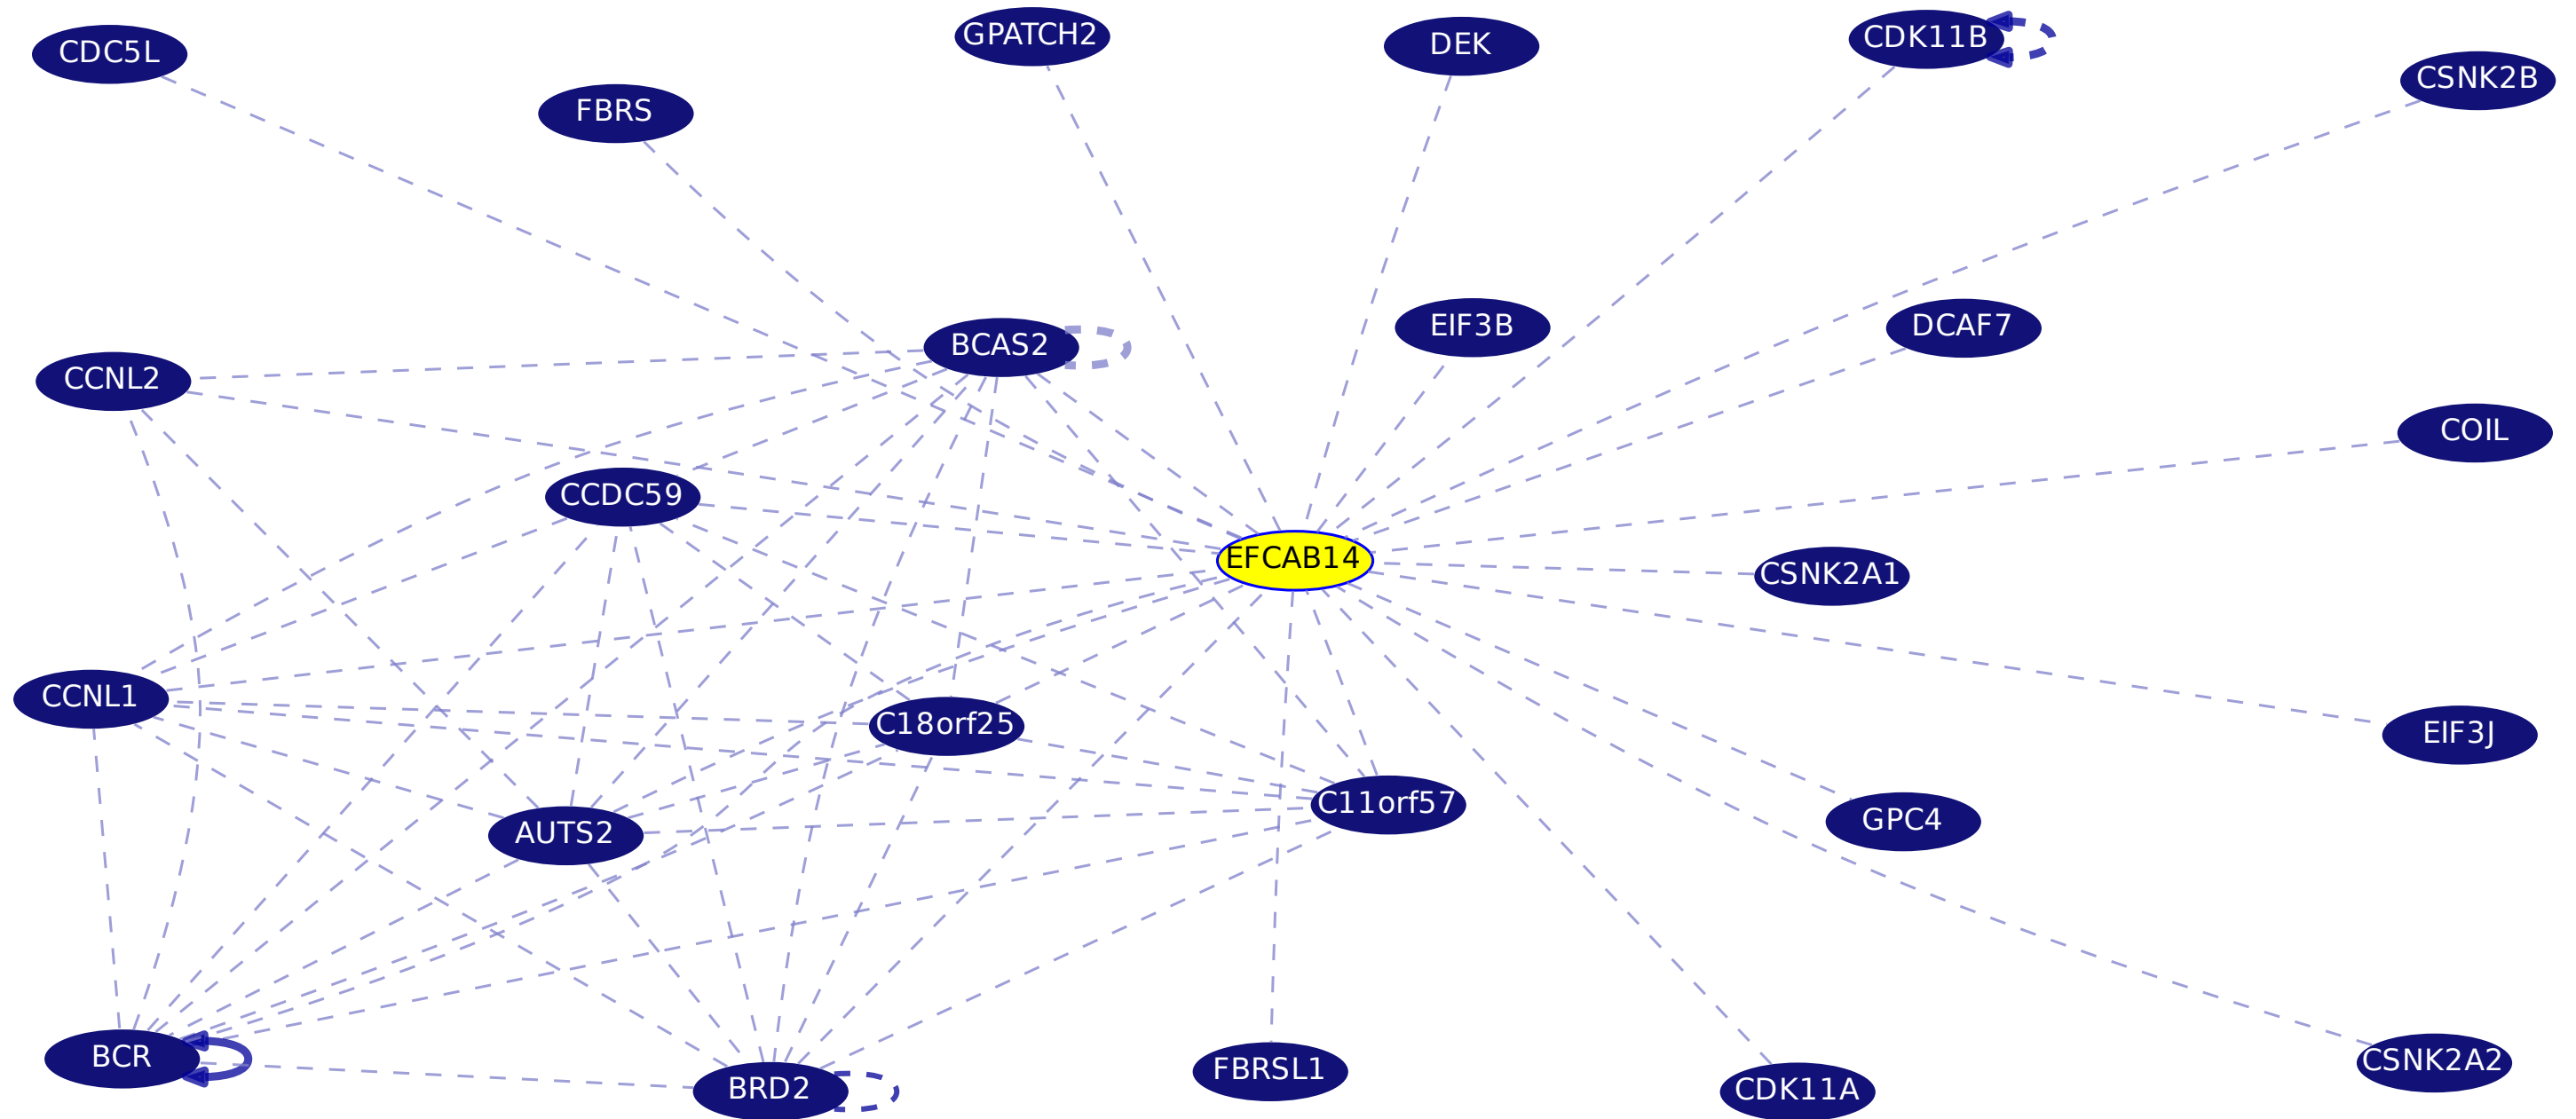 GPATCH2
CDK11B
DEK
CDC5L
CSNK2B
FBRS
EIF3B
DCAF7
BCAS2
CCNL2
COIL
CCDC59
EFCAB14
CSNK2A1
CCNL1
C18orf25
EIF3J
C11orf57
GPC4
AUTS2
BCR
CSNK2A2
FBRSL1
BRD2
CDK11A